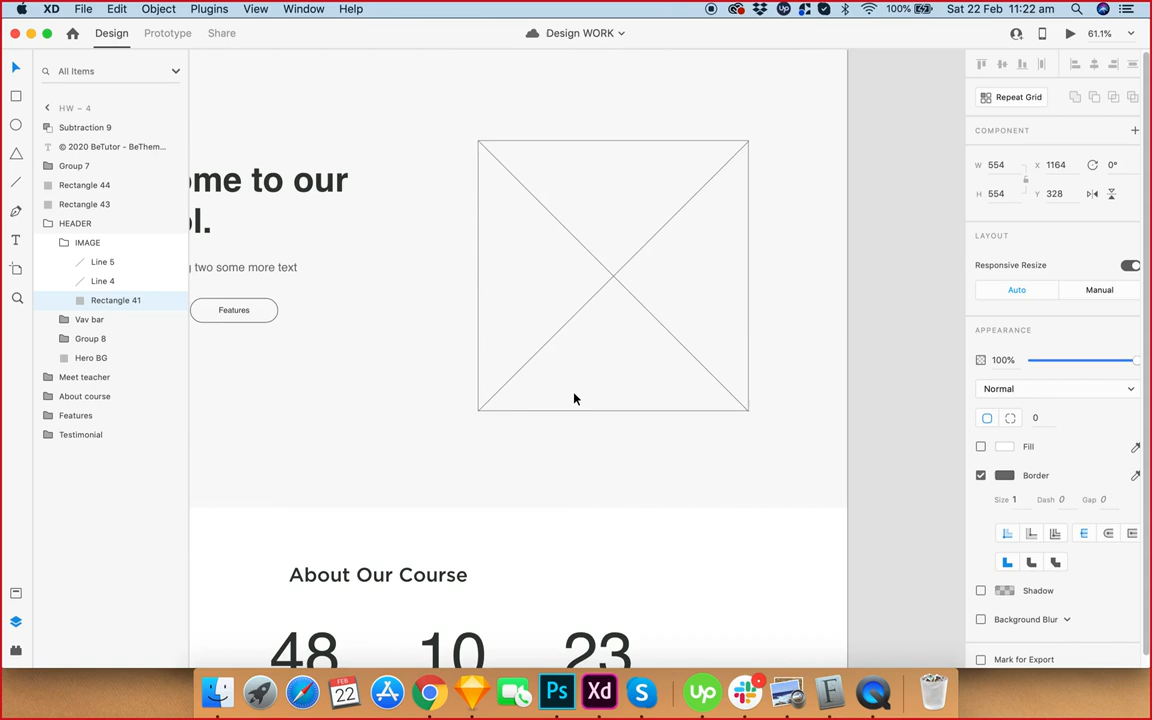 XD File Edit Object Plugins View Window Help
100% Sat 22 Feb 11:22 am
Design Prototype Share
Design WORK
61.1%
All Items
HW – 4
Subtraction 9
© 2020 BeTutor - BeThem...
Group 7
Rectangle 44
Rectangle 43
HEADER
IMAGE
Line 5
Line 4
Rectangle 41
Vav bar
Group 8
Hero BG
Meet teacher
About course
Features
Testimonial
ome to our
ol.
g two some more text
Features
About Our Course
48 10 23
Repeat Grid
COMPONENT
W 554 X 1164 0°
H 554 Y 328
LAYOUT
Responsive Resize
Auto Manual
APPEARANCE
100%
Normal
0
Fill
Border
Size 1 Dash 0 Gap 0
Shadow
Background Blur
Mark for Export
FEB
22
Ps Xd S Up F